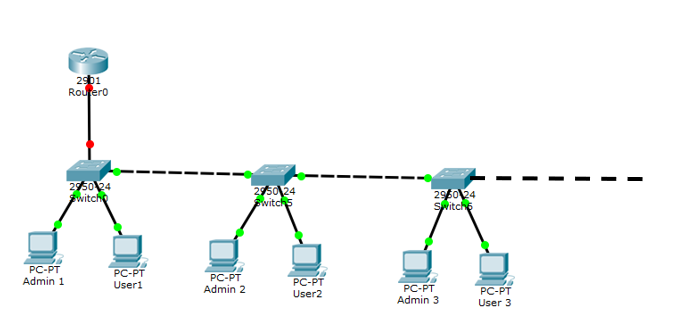 2901
Router0
2950-24
Switch0
2950-24
Switch5
2950-24
Switch6
PC-PT
Admin 1
PC-PT
User1
PC-PT
Admin 2
PC-PT
User2
PC-PT
Admin 3
PC-PT
User 3